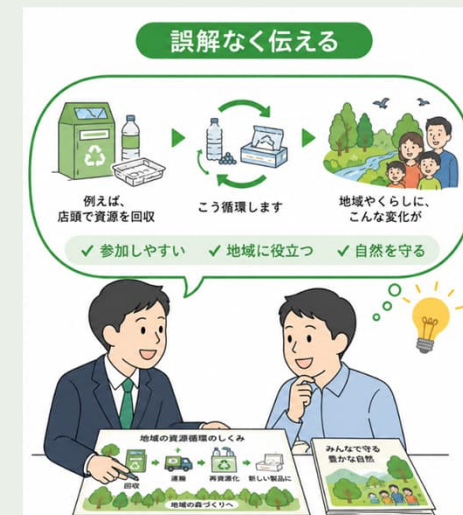 誤解なく伝える
例えば、
店頭で資源を回収
こう循環します
地域やくらしに、
こんな変化が
✓ 参加しやすい ✓ 地域に役立つ ✓ 自然を守る
地域の資源循環のしくみ
回収 運輸 再資源化 新しい製品に
地域の森づくりへ
みんなで守る
豊かな自然